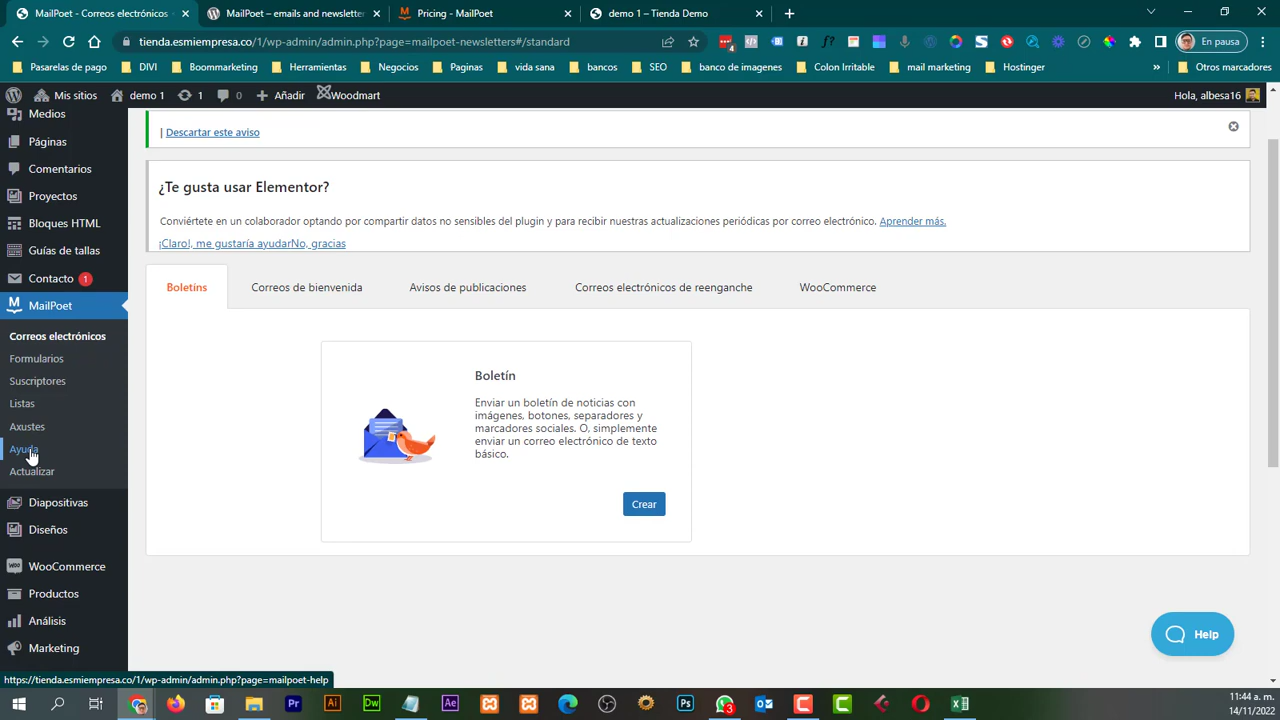 MailPoet - Correos electrónicos
MailPoet – emails and newsletter
Pricing - MailPoet
demo 1 – Tienda Demo
tienda.esmiempresa.co/1/wp-admin/admin.php?page=mailpoet-newsletters#/standard
En pausa
Pasarelas de pago
DIVI
Boommarketing
Herramientas
Negocios
Paginas
vida sana
bancos
SEO
banco de imagenes
Colon Irritable
mail marketing
Hostinger
»
Otros marcadores
Mis sitios
demo 1
1
0
Añadir
Woodmart
Hola, albesa16
Medios
Páginas
Comentarios
Proyectos
Bloques HTML
Guías de tallas
Contacto 1
MailPoet
Correos electrónicos
Formularios
Suscriptores
Listas
Axustes
Ayuda
Actualizar
Diapositivas
Diseños
WooCommerce
Productos
Análisis
Marketing
| Descartar este aviso
¿Te gusta usar Elementor?
Conviértete en un colaborador optando por compartir datos no sensibles del plugin y para recibir nuestras actualizaciones periódicas por correo electrónico. Aprender más.
¡Claro!, me gustaría ayudarNo, gracias
Boletíns
Correos de bienvenida
Avisos de publicaciones
Correos electrónicos de reenganche
WooCommerce
Boletín
Enviar un boletín de noticias con
imágenes, botones, separadores y
marcadores sociales. O, simplemente
enviar un correo electrónico de texto
básico.
Crear
Help
https://tienda.esmiempresa.co/1/wp-admin/admin.php?page=mailpoet-help
11:44 a. m.
14/11/2022